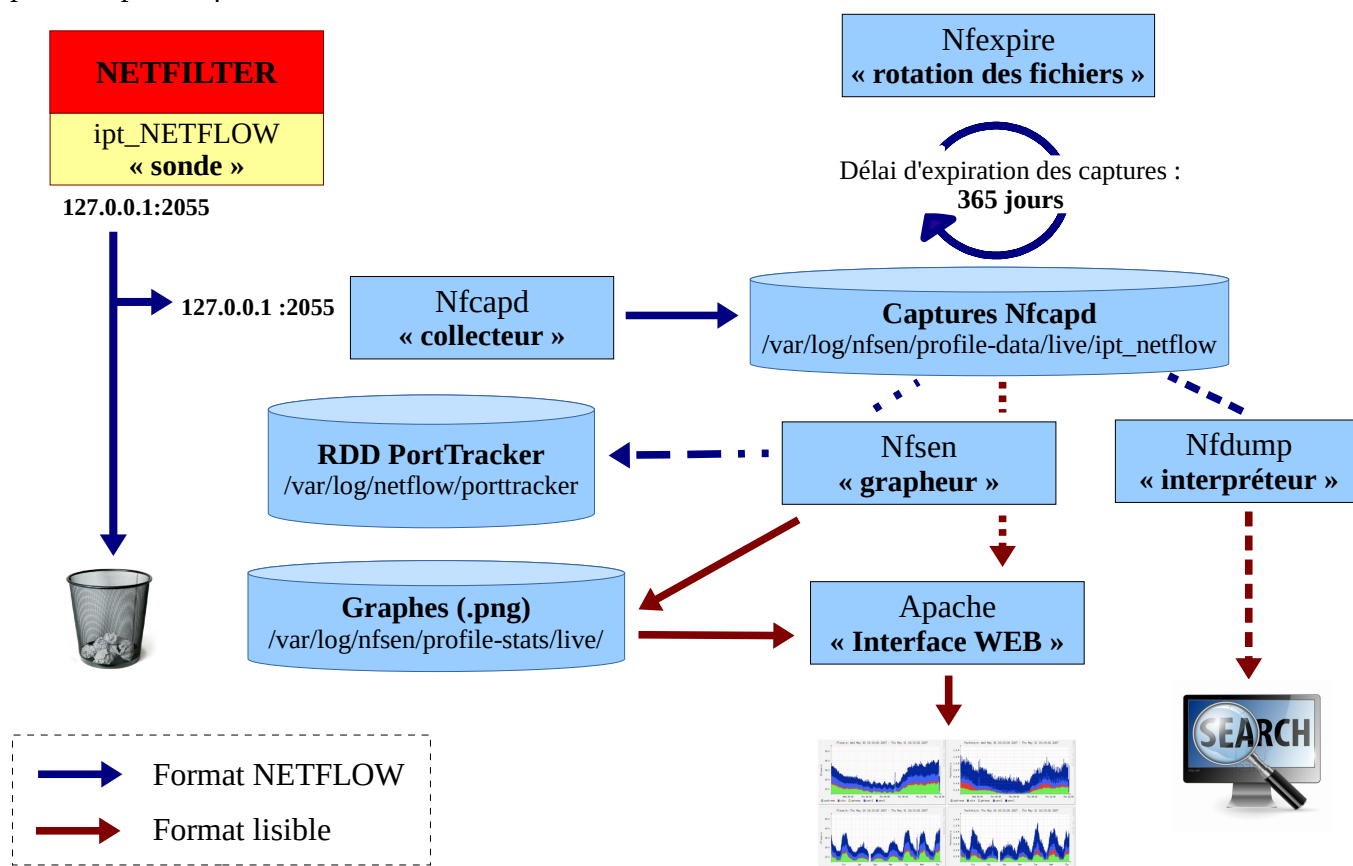 NETFILTER
ipt_NETFLOW
« sonde »
127.0.0.1:2055
Nfexpire
« rotation des fichiers »
Délai d'expiration des captures :
365 jours
127.0.0.1 :2055
Nfcapd
« collecteur »
Captures Nfcapd
/var/log/nfsen/profile-data/live/ipt_netflow
RDD PortTracker
/var/log/netflow/porttracker
Nfsen
« grapheur »
Nfdump
« interpréteur »
Graphes (.png)
/var/log/nfsen/profile-stats/live/
Apache
« Interface WEB »
SEARCH
Format NETFLOW
Format lisible